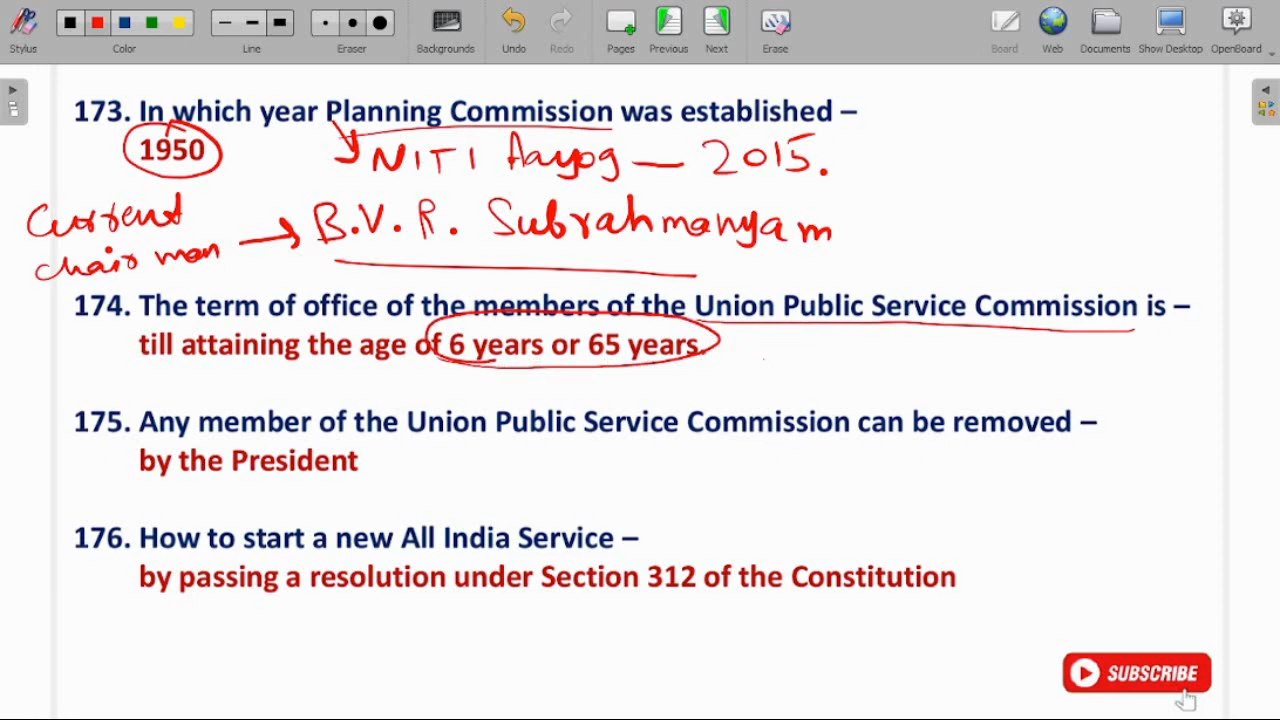 Stylus Color Line Eraser Backgrounds Undo Redo Pages Previous Next Erase Board Web Documents Show Desktop OpenBoard
173. In which year Planning Commission was established –
1950
NITI Aayog — 2015.
Current
chairman → B.V.R. Subrahmanyam
174. The term of office of the members of the Union Public Service Commission is –
till attaining the age of 6 years or 65 years.
175. Any member of the Union Public Service Commission can be removed –
by the President
176. How to start a new All India Service –
by passing a resolution under Section 312 of the Constitution
SUBSCRIBE